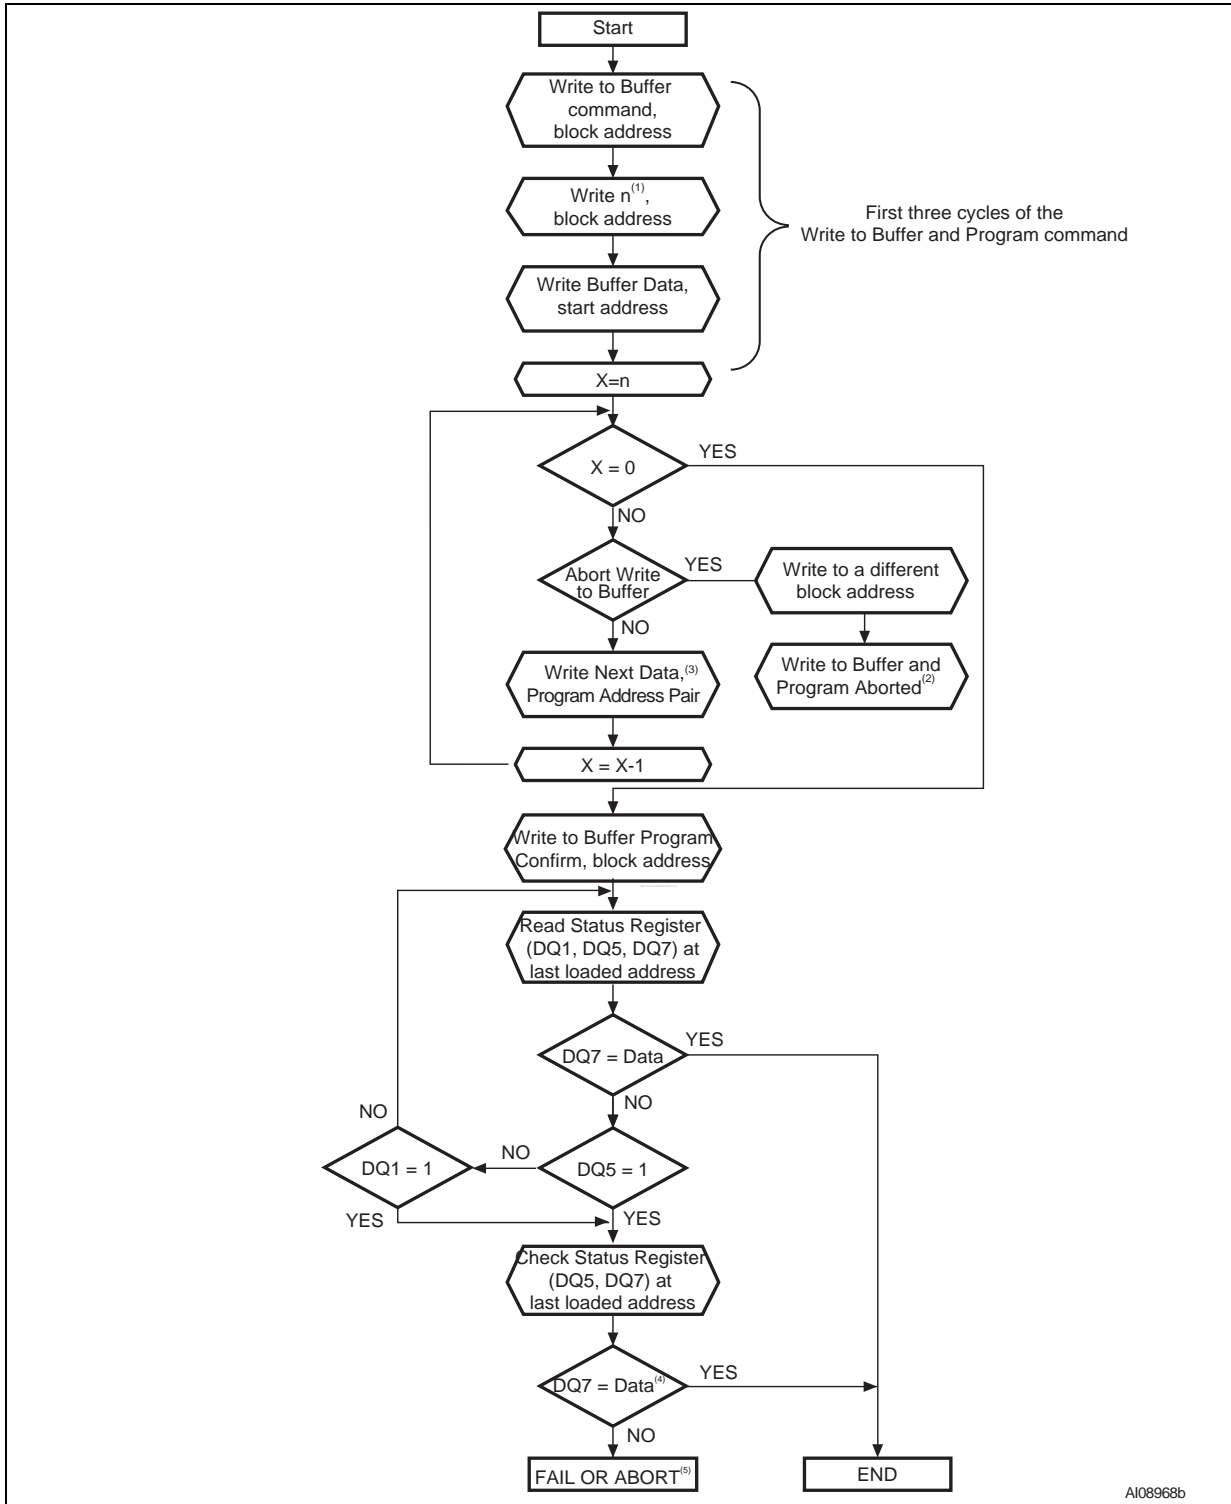 Start
Write to Buffer
command,
block address
Write n(1),
block address
First three cycles of the
Write to Buffer and Program command
Write Buffer Data,
start address
X=n
X = 0
YES
NO
Abort Write
to Buffer
YES
Write to a different
block address
NO
Write Next Data,(3)
Program Address Pair
Write to Buffer and
Program Aborted(2)
X = X-1
Write to Buffer Program
Confirm, block address
Read Status Register
(DQ1, DQ5, DQ7) at
last loaded address
DQ7 = Data
YES
NO
NO
DQ1 = 1
NO
DQ5 = 1
YES
YES
Check Status Register
(DQ5, DQ7) at
last loaded address
DQ7 = Data(4)
YES
NO
FAIL OR ABORT(5)
END
AI08968b